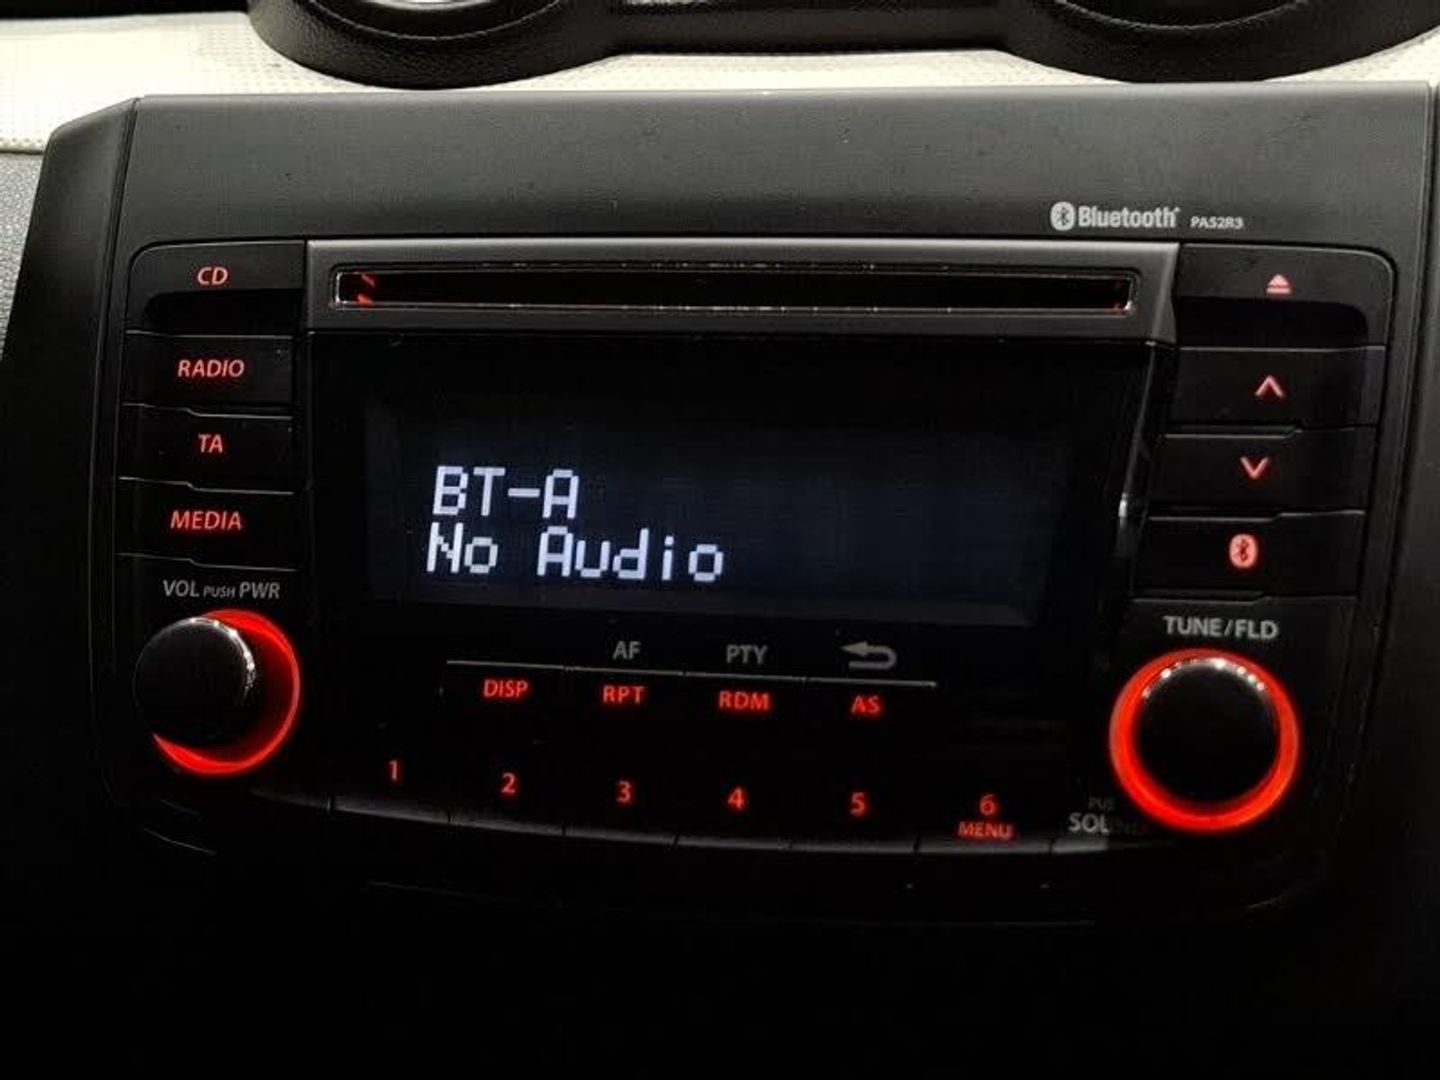 Bluetooth PA52R3
CD
RADIO
TA
MEDIA
VOL PUSH PWR
BT-A
No Audio
TUNE/FLD
AF PTY
DISP RPT RDM AS
1 2 3 4 5 6
MENU